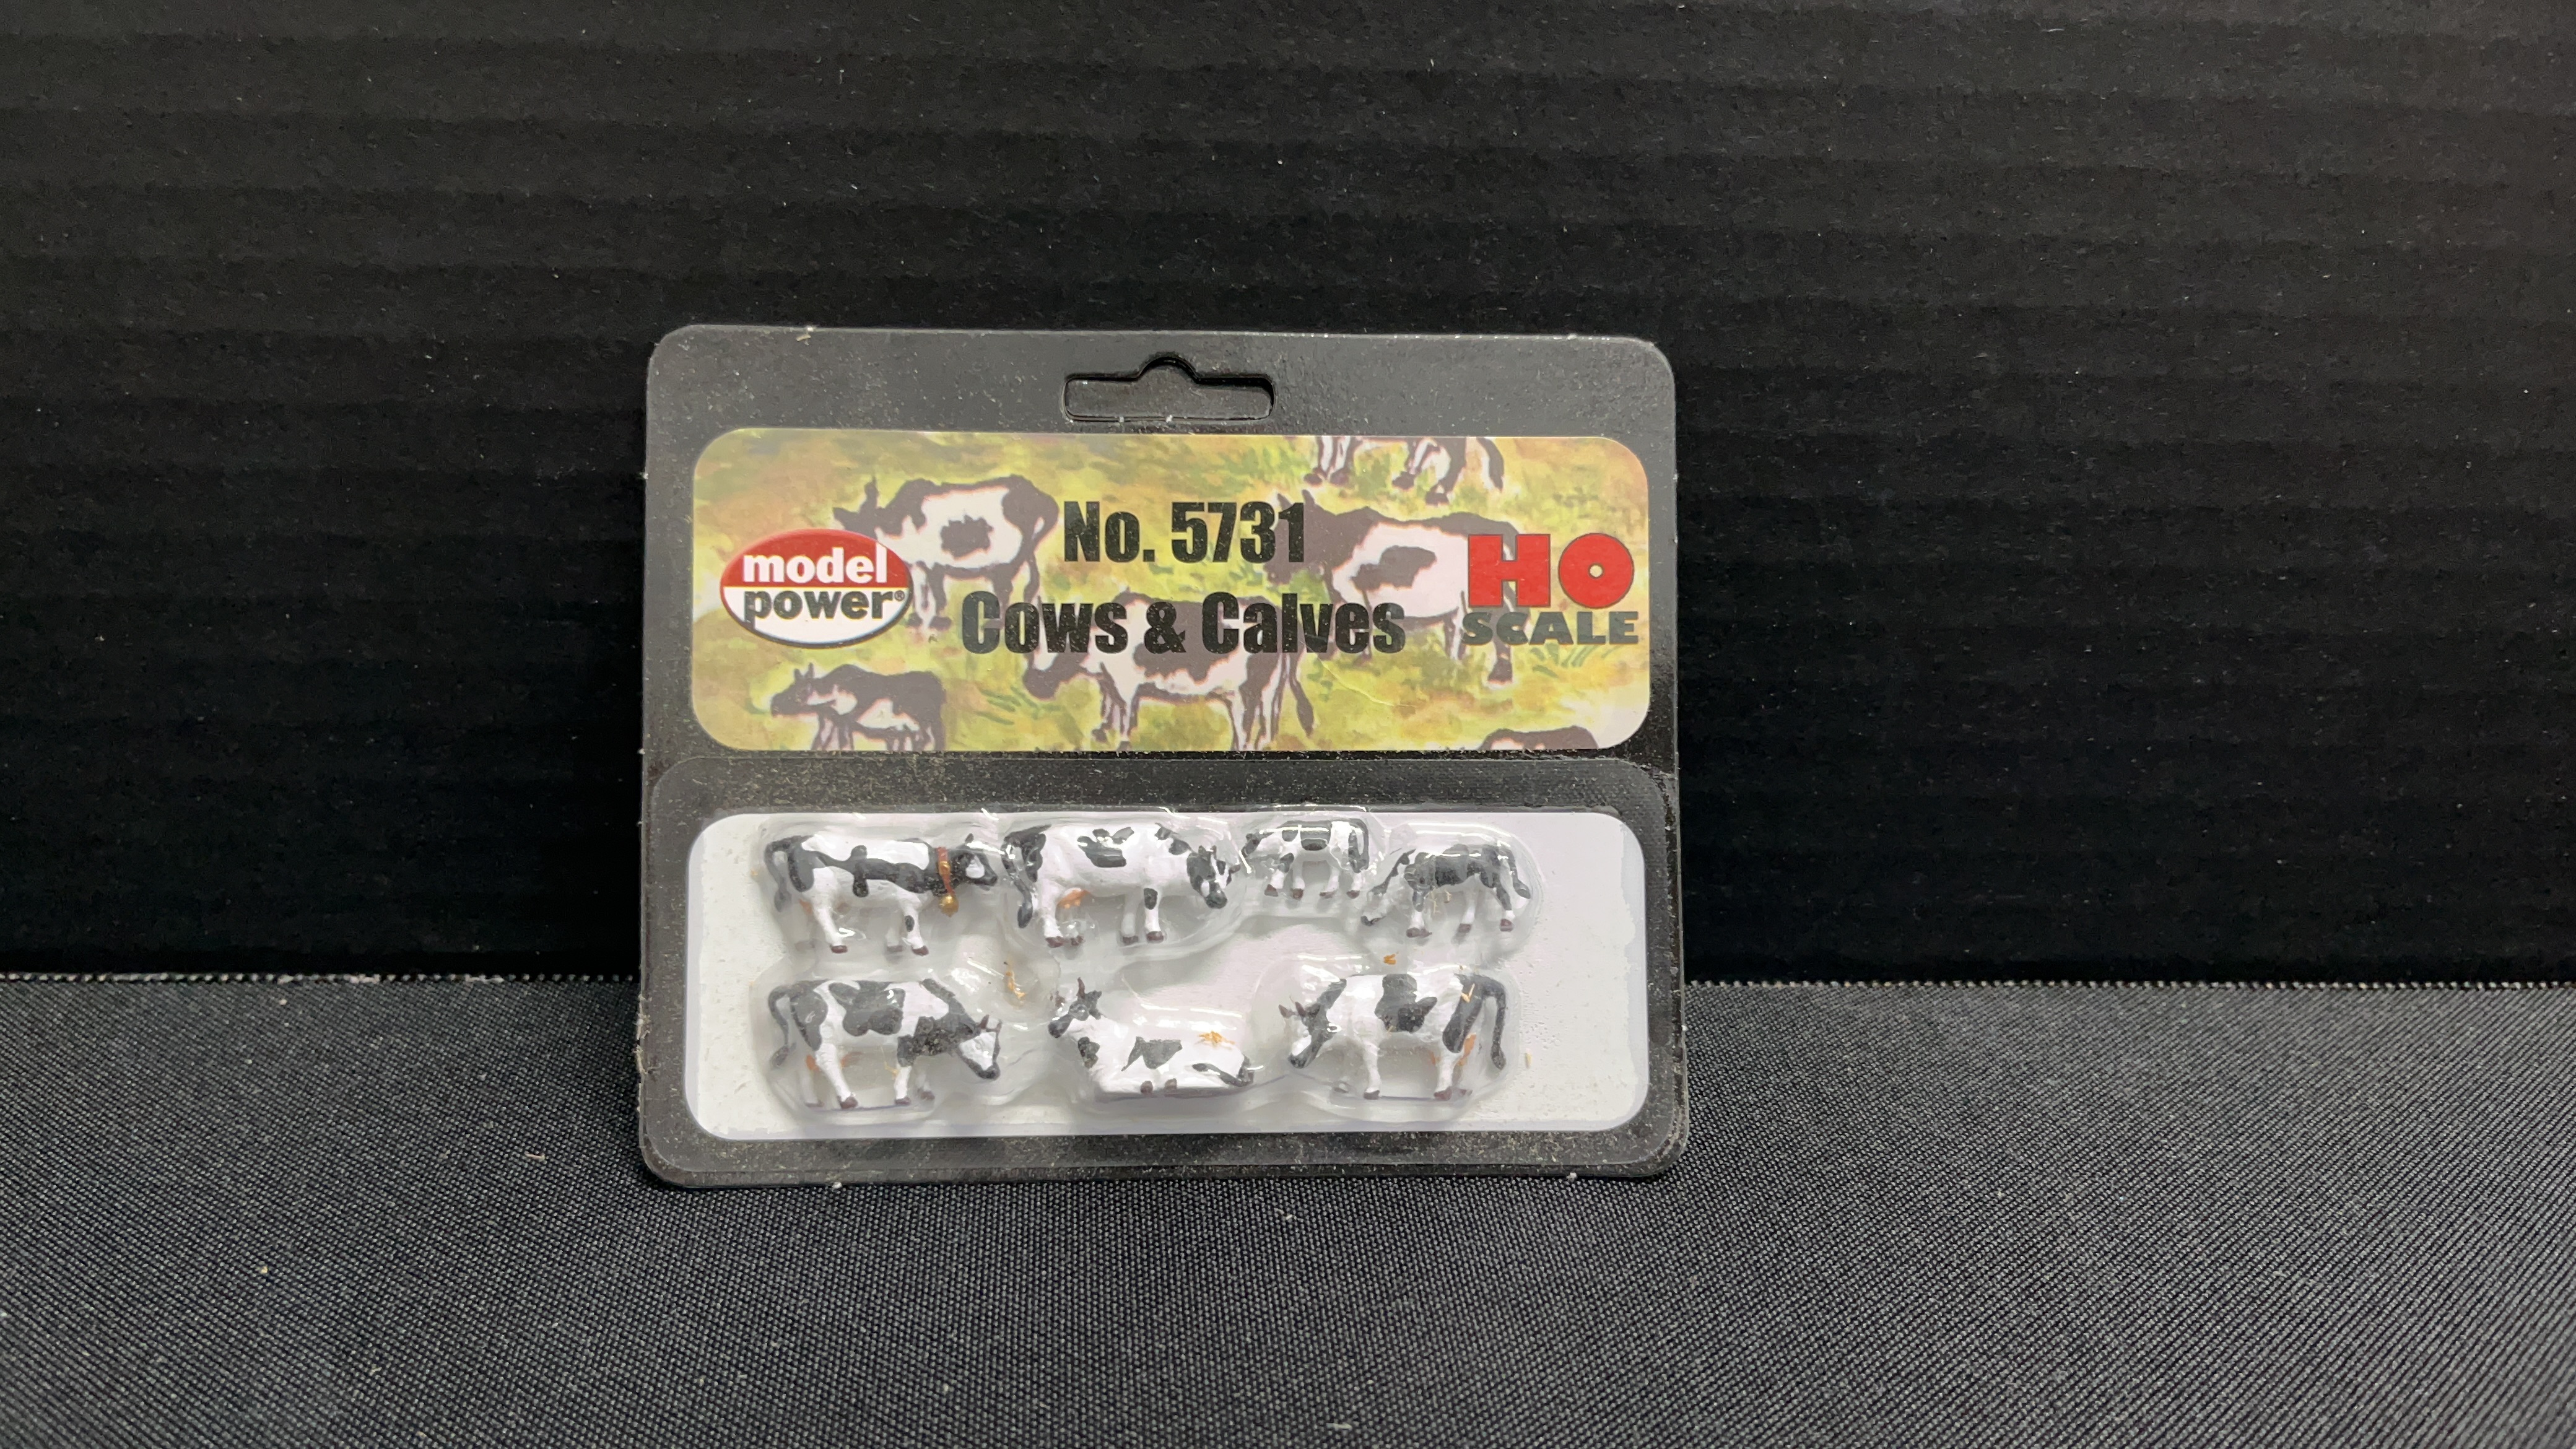 No. 5731
model
power®
Cows & Calves
HO
SCALE